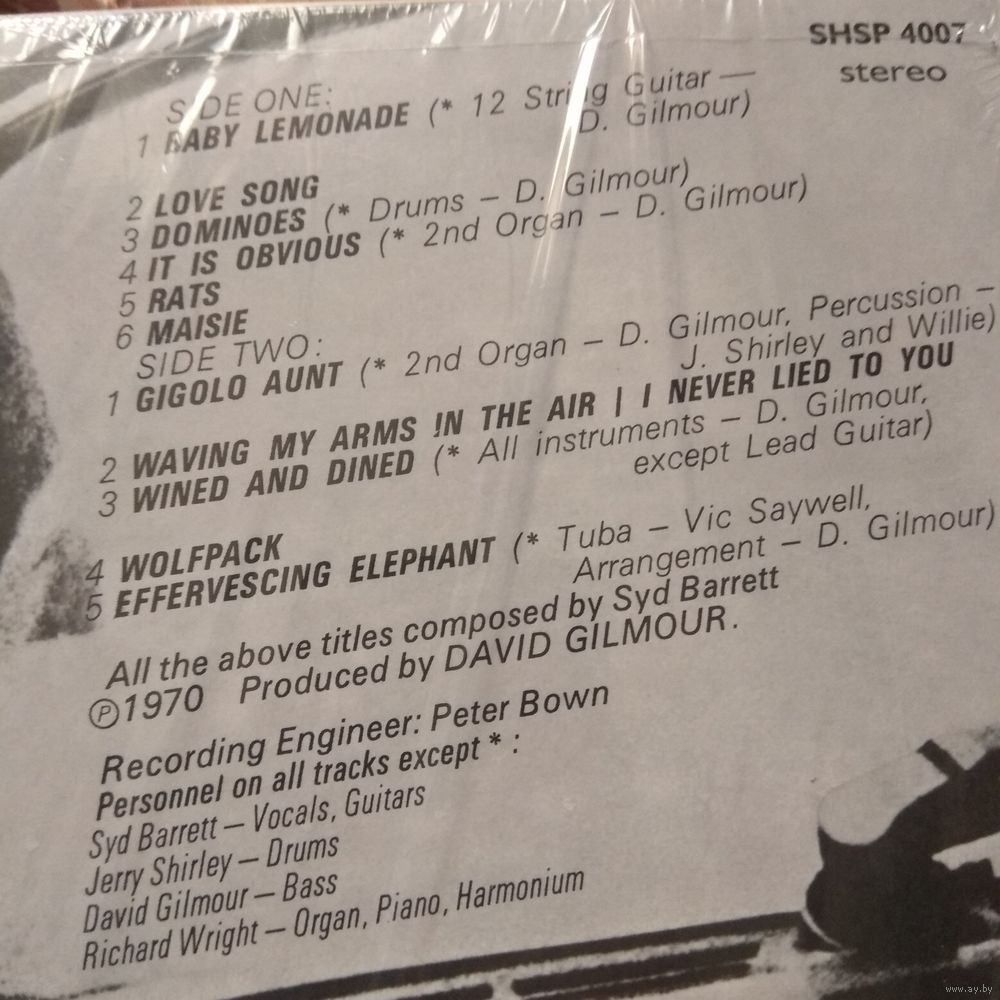 SHSP 4007
stereo
SIDE ONE:
1 BABY LEMONADE (* 12 String Guitar —
D. Gilmour)
2 LOVE SONG
3 DOMINOES (* Drums – D. Gilmour)
4 IT IS OBVIOUS (* 2nd Organ – D. Gilmour)
5 RATS
6 MAISIE
SIDE TWO:
1 GIGOLO AUNT (* 2nd Organ – D. Gilmour, Percussion –
J. Shirley and Willie)
2 WAVING MY ARMS IN THE AIR | I NEVER LIED TO YOU
3 WINED AND DINED (* All instruments – D. Gilmour,
except Lead Guitar)
4 WOLFPACK
5 EFFERVESCING ELEPHANT (* Tuba – Vic Saywell,
Arrangement – D. Gilmour)
All the above titles composed by Syd Barrett
℗1970 Produced by DAVID GILMOUR.
Recording Engineer: Peter Bown
Personnel on all tracks except * :
Syd Barrett – Vocals, Guitars
Jerry Shirley – Drums
David Gilmour – Bass
Richard Wright – Organ, Piano, Harmonium
www.ay.by